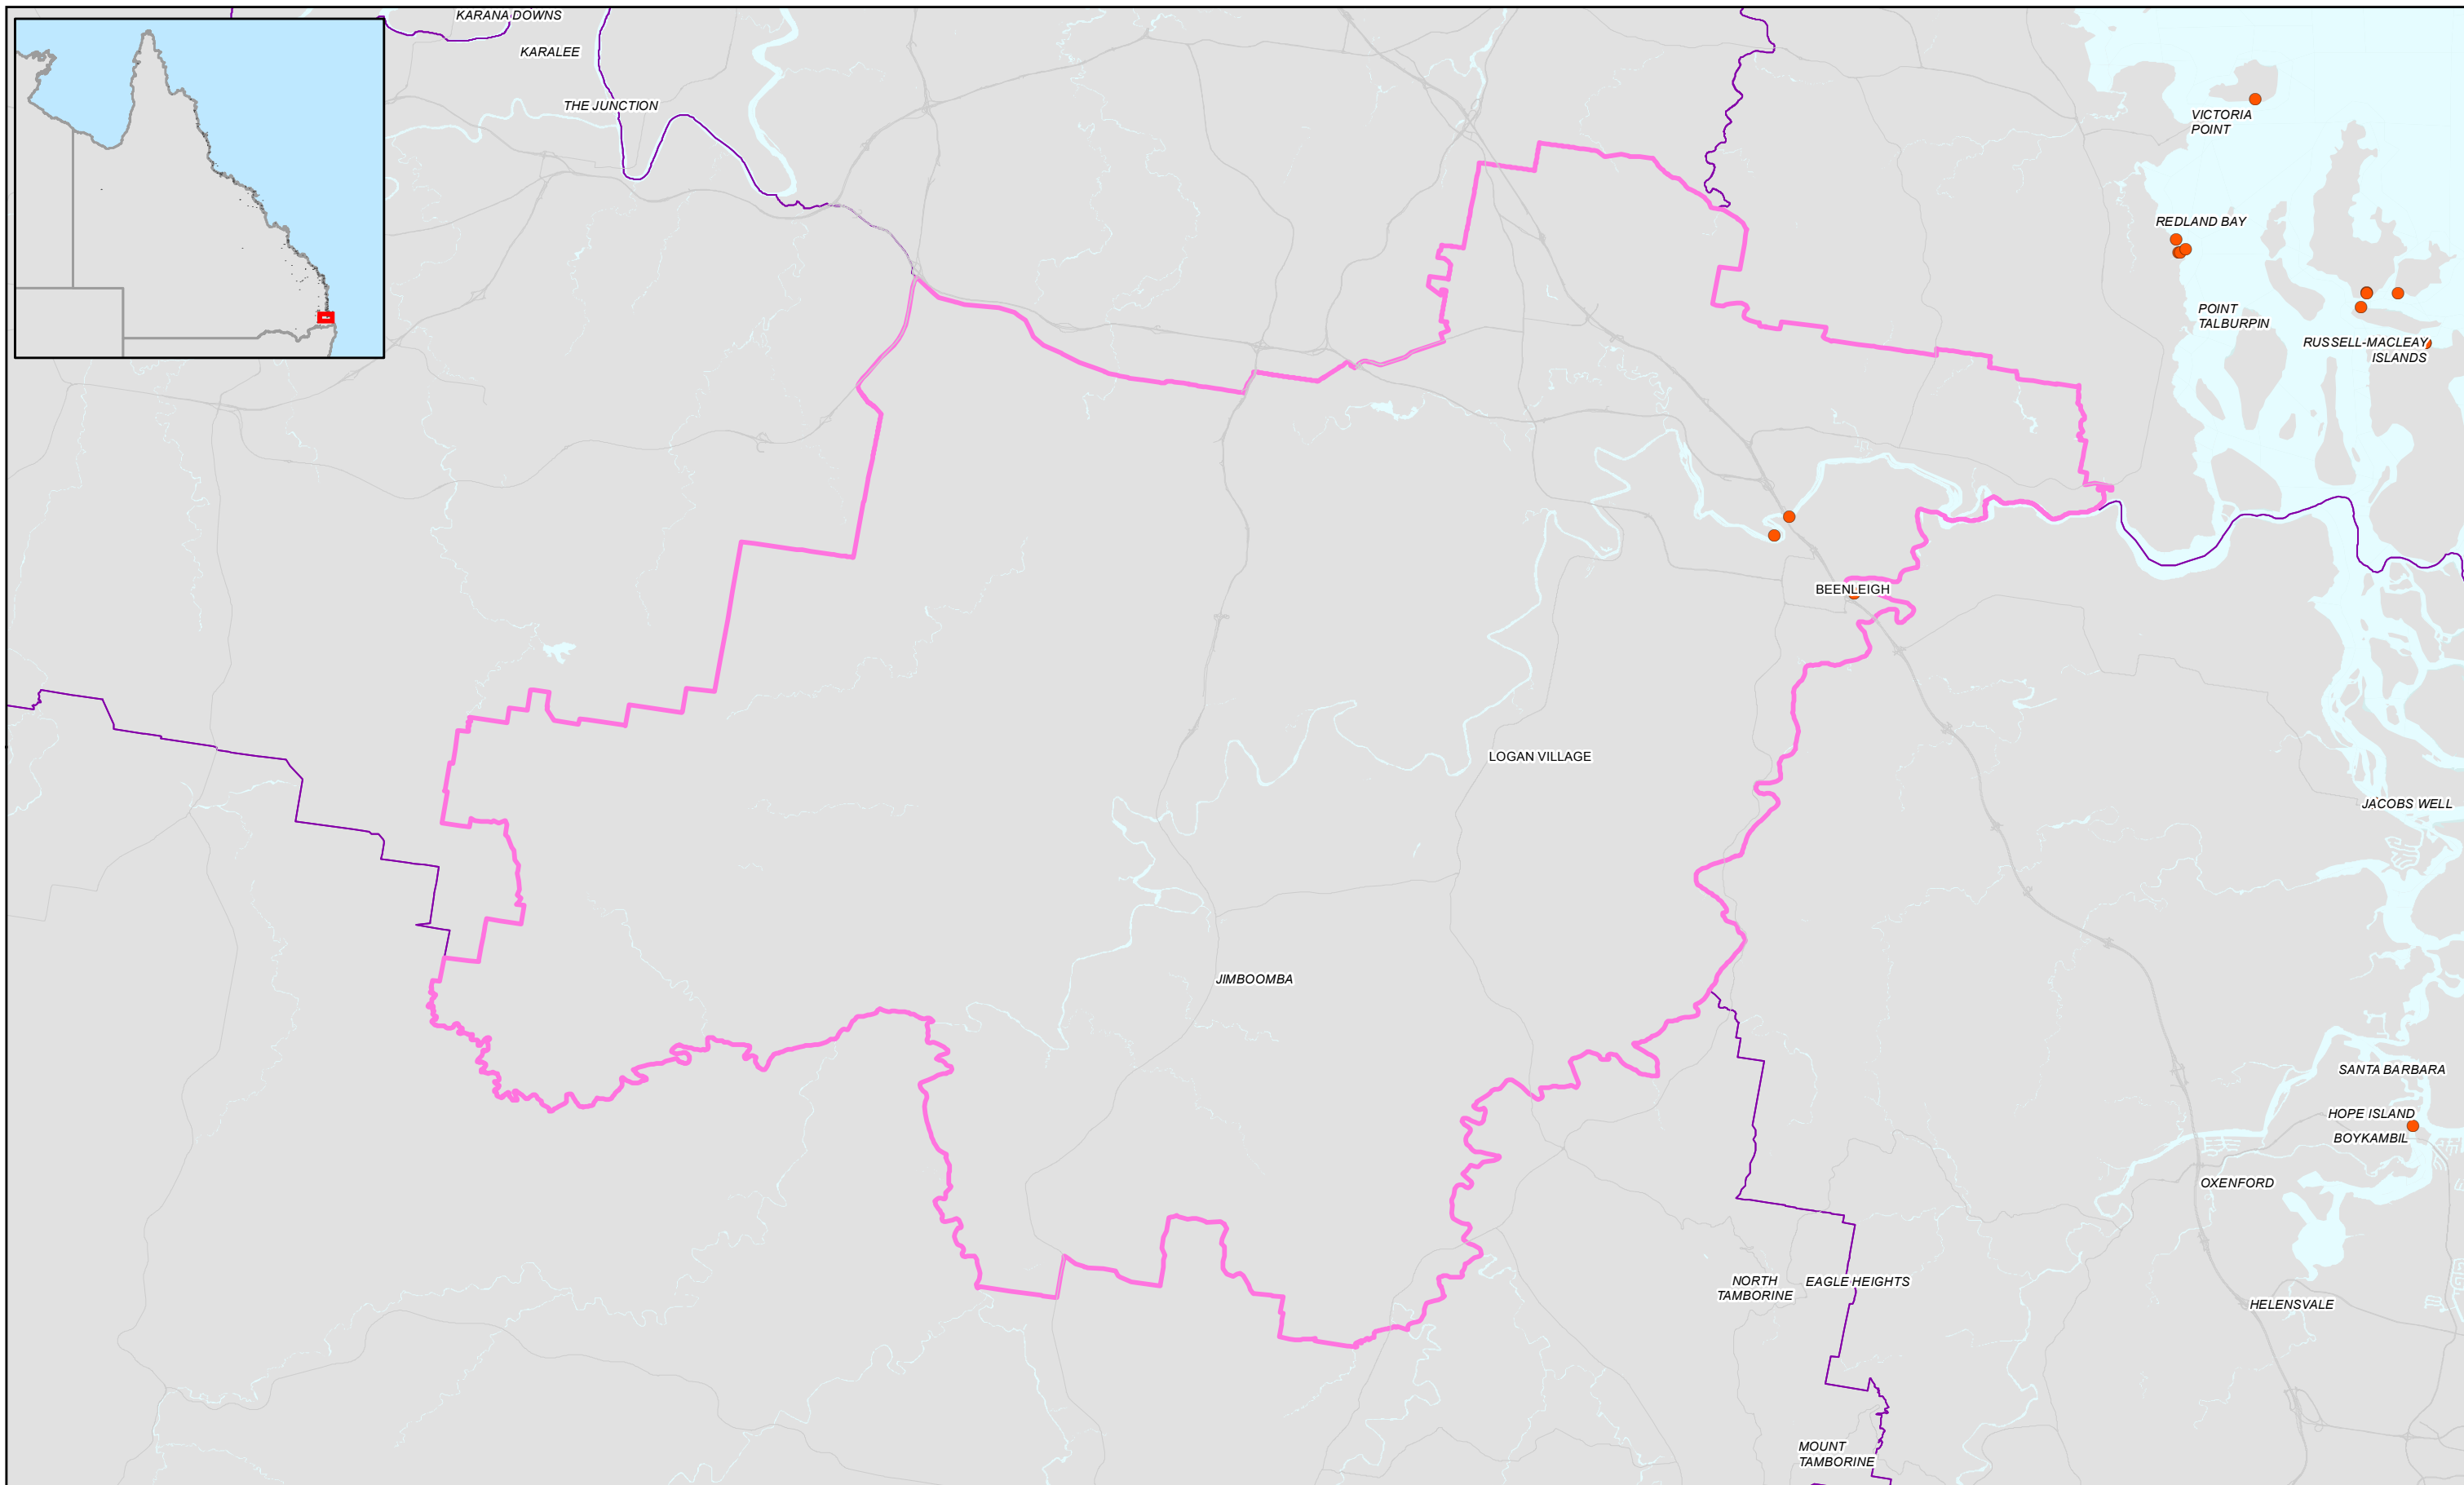 KARANA DOWNS
KARALEE
THE JUNCTION
VICTORIA
POINT
REDLAND BAY
POINT
TALBURPIN
RUSSELL-MACLEAY
ISLANDS
BEENLEIGH
LOGAN VILLAGE
JACOBS WELL
JIMBOOMBA
SANTA BARBARA
HOPE ISLAND
BOYKAMBIL
OXENFORD
NORTH
TAMBORINE
EAGLE HEIGHTS
HELENSVALE
MOUNT
TAMBORINE